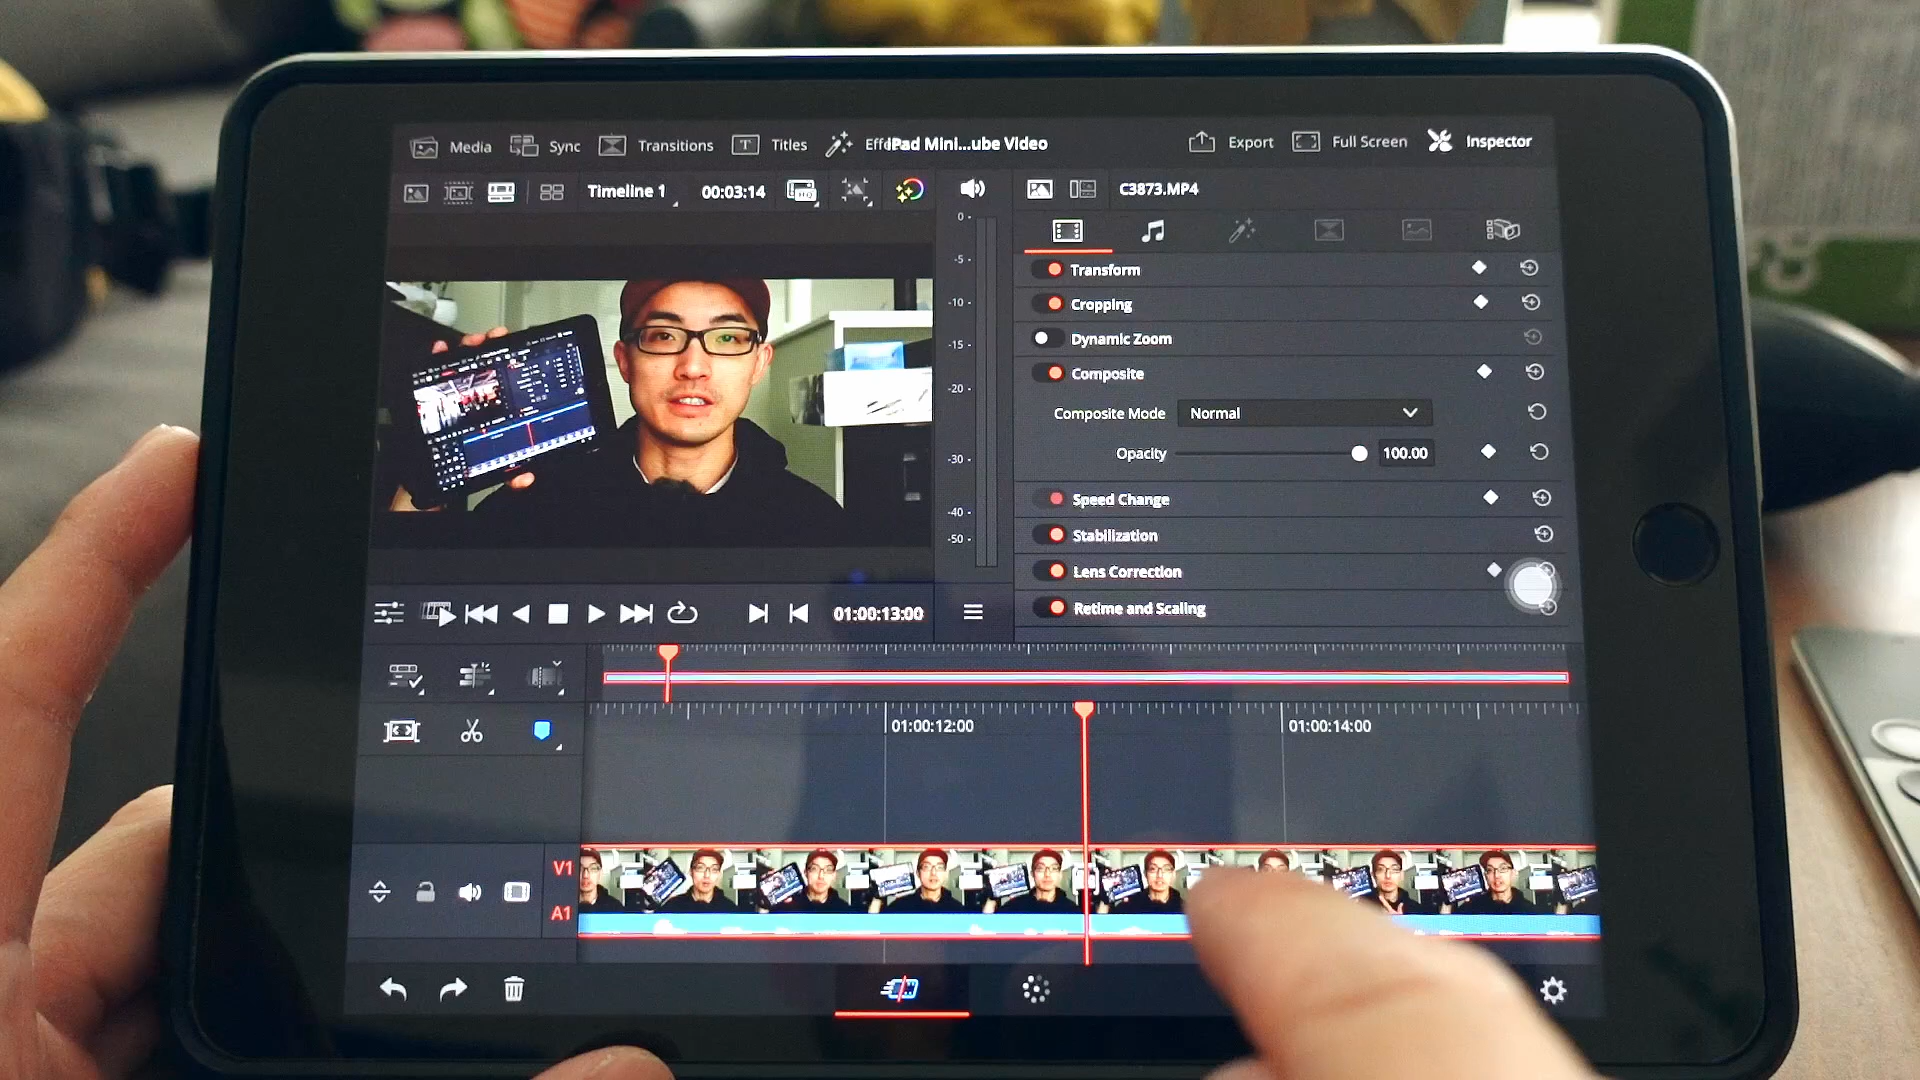 Media Sync Transitions Titles Effe iPad Mini...ube Video Export Full Screen Inspector
Timeline 1 00:03:14 HQ C3873.MP4
0
-5
-10
-15
-20
-30
-40
-50
Transform
Cropping
Dynamic Zoom
Composite
Composite Mode Normal
Opacity 100.00
Speed Change
Stabilization
Lens Correction
Retime and Scaling
01:00:13:00
01:00:12:00 01:00:14:00
V1
A1